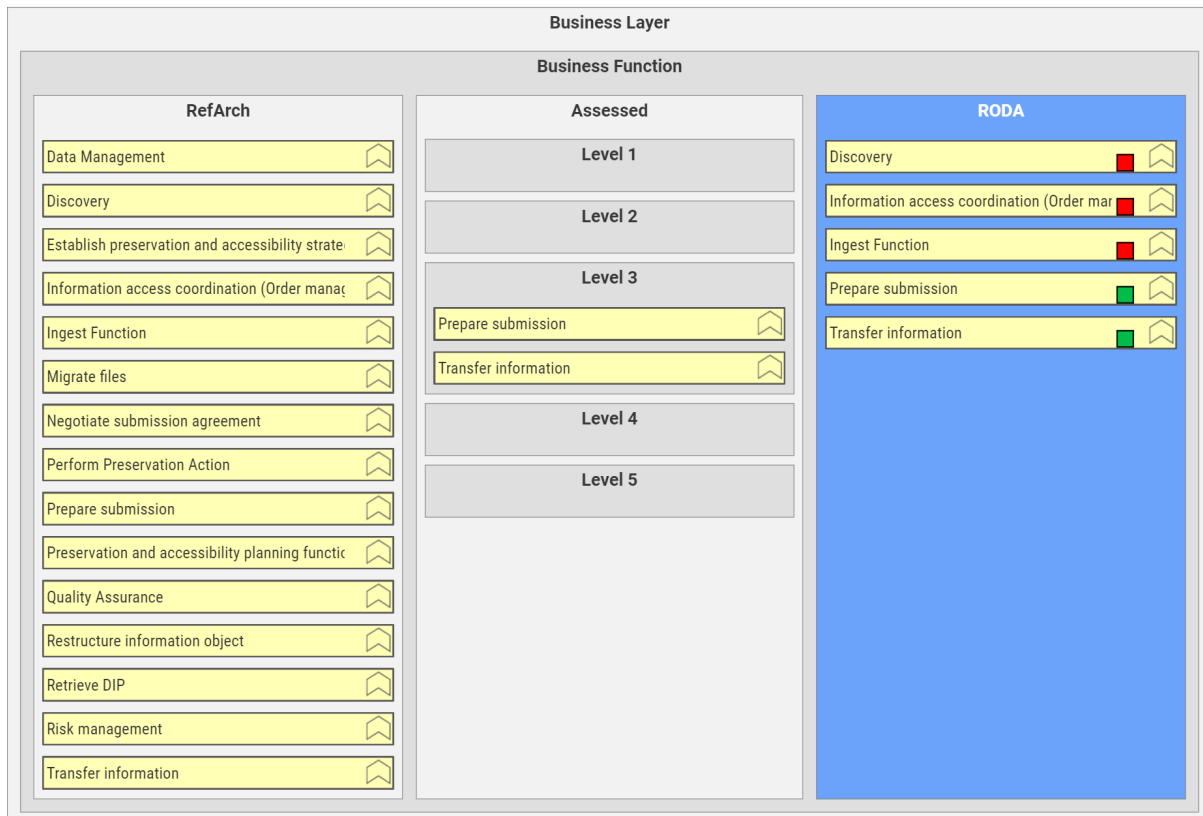 Business Layer
Business Function
RefArch
Data Management
Discovery
Establish preservation and accessibility strate
Information access coordination (Order manag
Ingest Function
Migrate files
Negotiate submission agreement
Perform Preservation Action
Prepare submission
Preservation and accessibility planning functic
Quality Assurance
Restructure information object
Retrieve DIP
Risk management
Transfer information
Assessed
Level 1
Level 2
Level 3
Prepare submission
Transfer information
Level 4
Level 5
RODA
Discovery
Information access coordination (Order mar
Ingest Function
Prepare submission
Transfer information